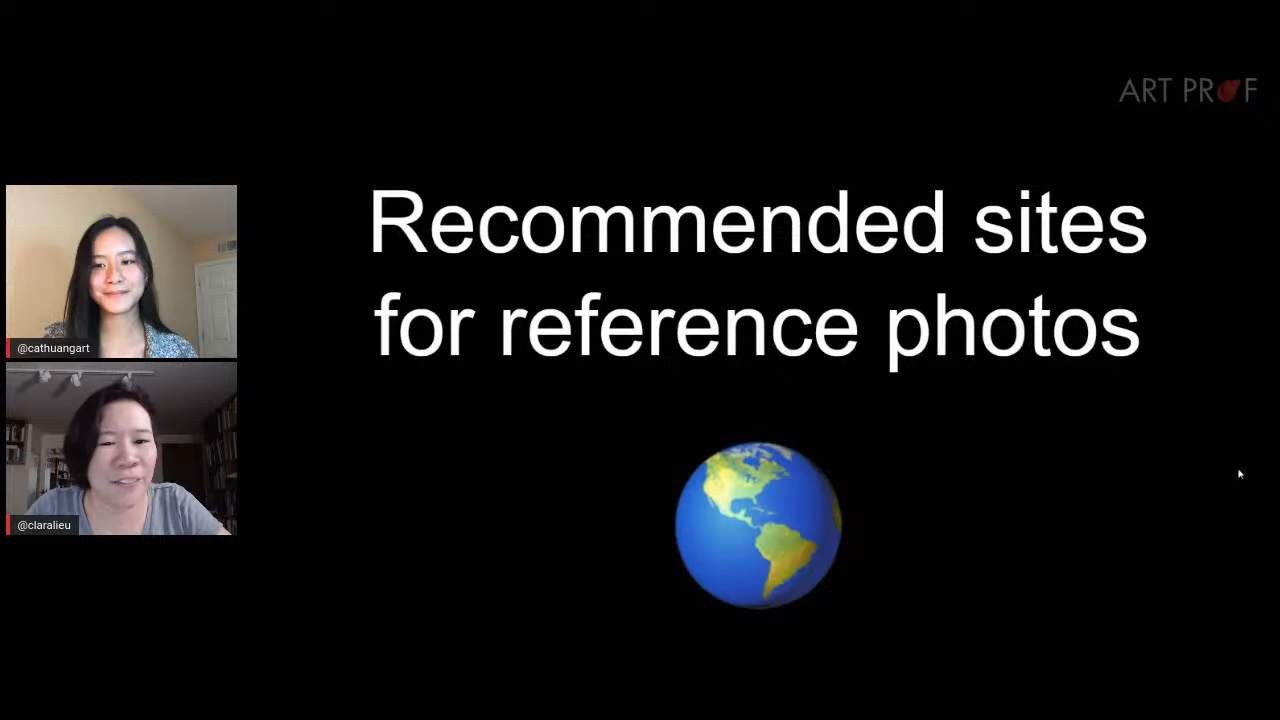 ART PROF
Recommended sites
for reference photos
@cathuangart
@claralieu